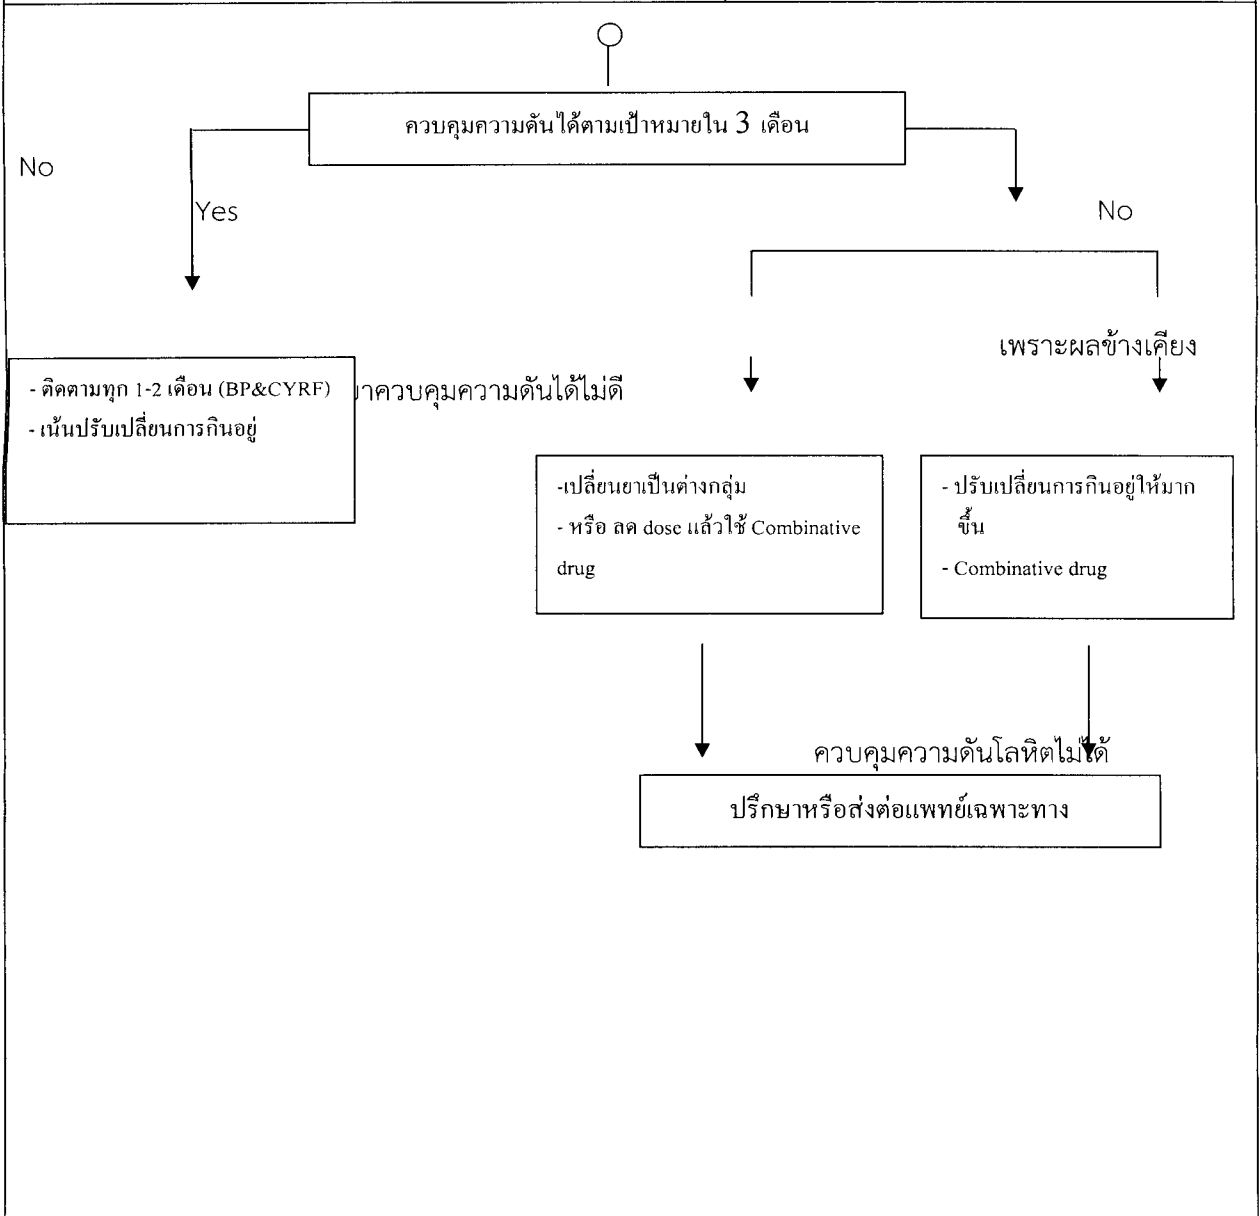 ควบคุมความดันได้ตามเป้าหมายใน 3 เดือน
No
Yes
No
เพราะผลข้างเคียง
- ติดตามทุก 1-2 เดือน (BP&CYRF)
- เน้นปรับเปลี่ยนการกินอยู่
ควบคุมความดันได้ไม่ดี
-เปลี่ยนยาเป็นต่างกลุ่ม
- หรือ ลด dose แล้วใช้ Combinative
drug
- ปรับเปลี่ยนการกินอยู่ให้มาก
ขึ้น
- Combinative drug
ควบคุมความดันโลหิตไม่ได้
ปรึกษาหรือส่งต่อแพทย์เฉพาะทาง